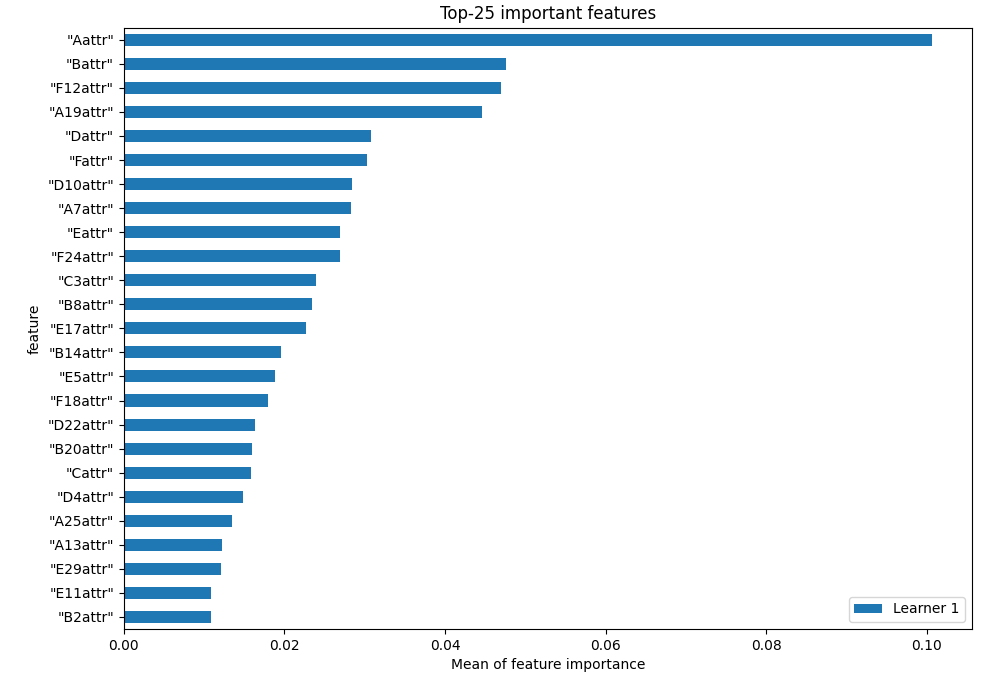 Top-25 important features
"Aattr"
"Battr"
"F12attr"
"A19attr"
"Dattr"
"Fattr"
"D10attr"
"A7attr"
"Eattr"
"F24attr"
"C3attr"
"B8attr"
"E17attr"
"B14attr"
"E5attr"
"F18attr"
"D22attr"
"B20attr"
"Cattr"
"D4attr"
"A25attr"
"A13attr"
"E29attr"
"E11attr"
"B2attr"
feature
Learner 1
0.00 0.02 0.04 0.06 0.08 0.10
Mean of feature importance